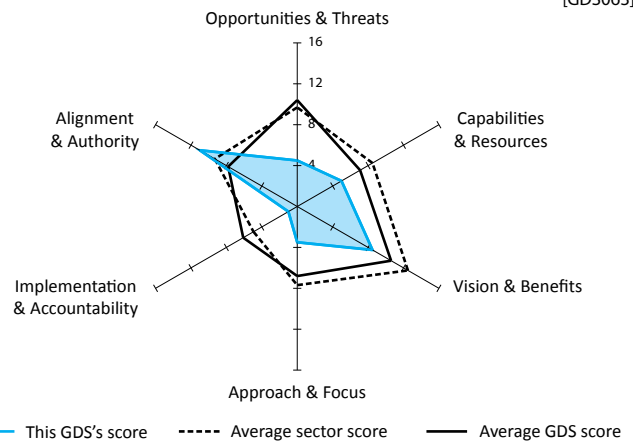 [GDS063]
Opportunities & Threats
16
12
8
4
Alignment
& Authority
Capabilities
& Resources
Implementation
& Accountability
Vision & Benefits
Approach & Focus
This GDS's score
Average sector score
Average GDS score